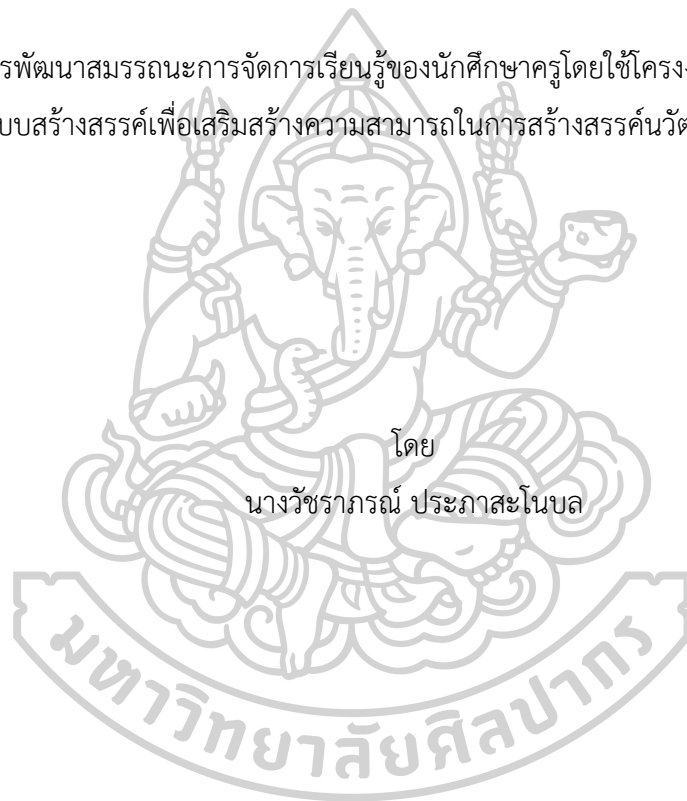 รพัฒนาสมรรถนะการจัดการเรียนรู้ของนักศึกษาครูโดยใช้โครง
บบสร้างสรรค์เพื่อเสริมสร้างความสามารถในการสร้างสรรค์นวัต
โดย
นางวัชราภรณ์ ประภาสะโนบล
มหาวิทยาลัยศิลปากร